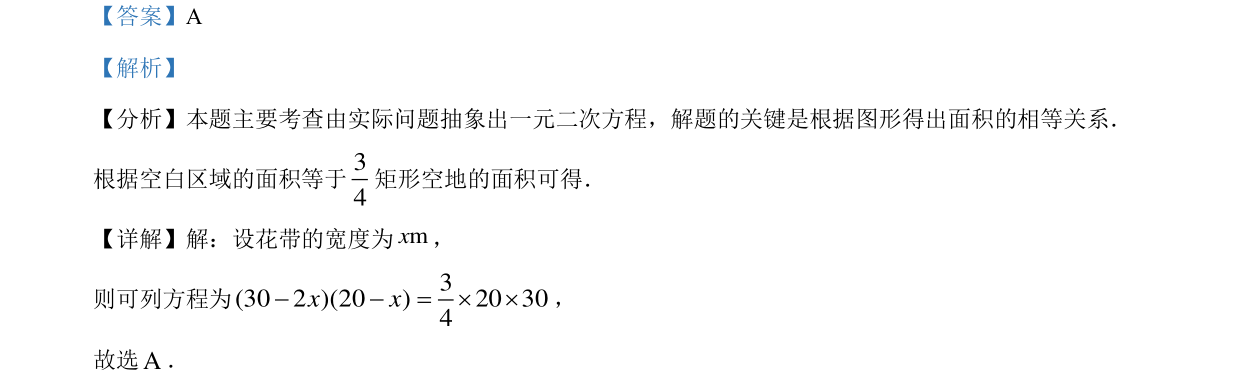 【答案】A
【解析】
【分析】本题主要考查由实际问题抽象出一元二次方程，解题的关键是根据图形得出面积的相等关系．
根据空白区域的面积等于 3/4 矩形空地的面积可得．
【详解】解：设花带的宽度为 xm，
则可列方程为(30−2x)(20−x)=3/4×20×30，
故选 A．